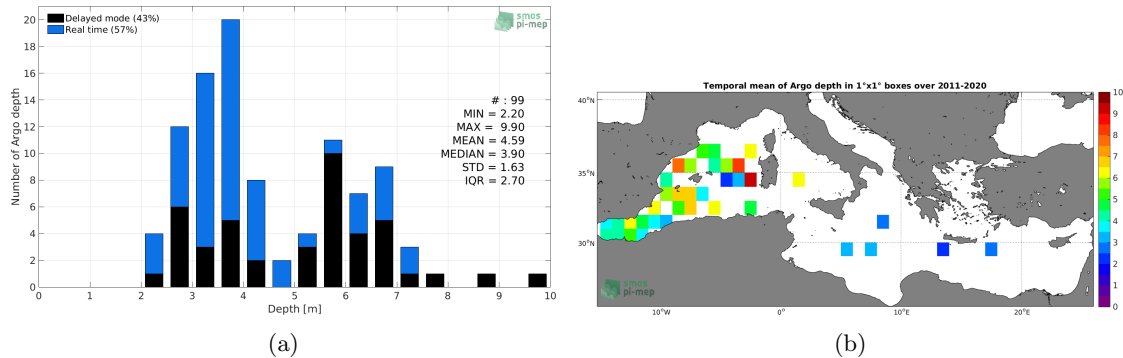 Delayed mode (43%)
Real time (57%)
smos
pi-mep
Number of Argo depth
20
18
16
14
12
10
8
6
4
2
0
# : 99
MIN = 2.20
MAX = 9.90
MEAN = 4.59
MEDIAN = 3.90
STD = 1.63
IQR = 2.70
0 1 2 3 4 5 6 7 8 9 10
Depth [m]
(a)
Temporal mean of Argo depth in 1°x1° boxes over 2011-2020
40°N
35°N
30°N
10°W 0° 10°E 20°E
smos
pi-mep
10
9
8
7
6
5
4
3
2
1
0
(b)